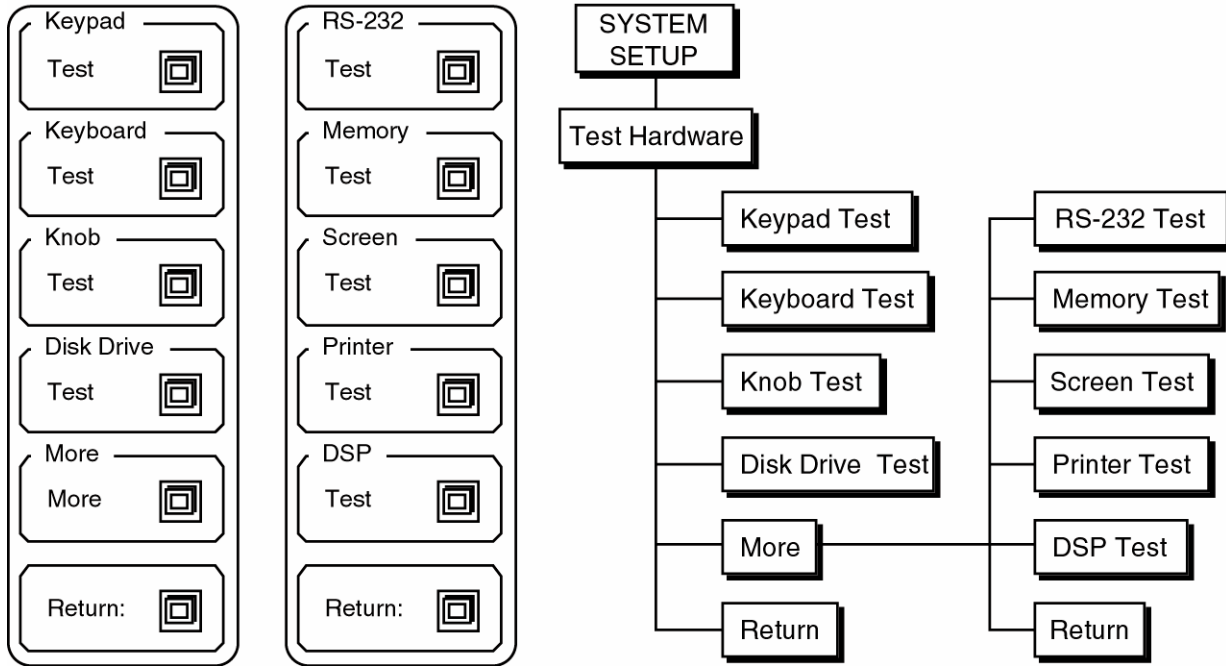 Keypad
Test
Keyboard
Test
Knob
Test
Disk Drive
Test
More
More
Return:
RS-232
Test
Memory
Test
Screen
Test
Printer
Test
DSP
Test
Return:
SYSTEM
SETUP
Test Hardware
Keypad Test
Keyboard Test
Knob Test
Disk Drive Test
More
Return
RS-232 Test
Memory Test
Screen Test
Printer Test
DSP Test
Return